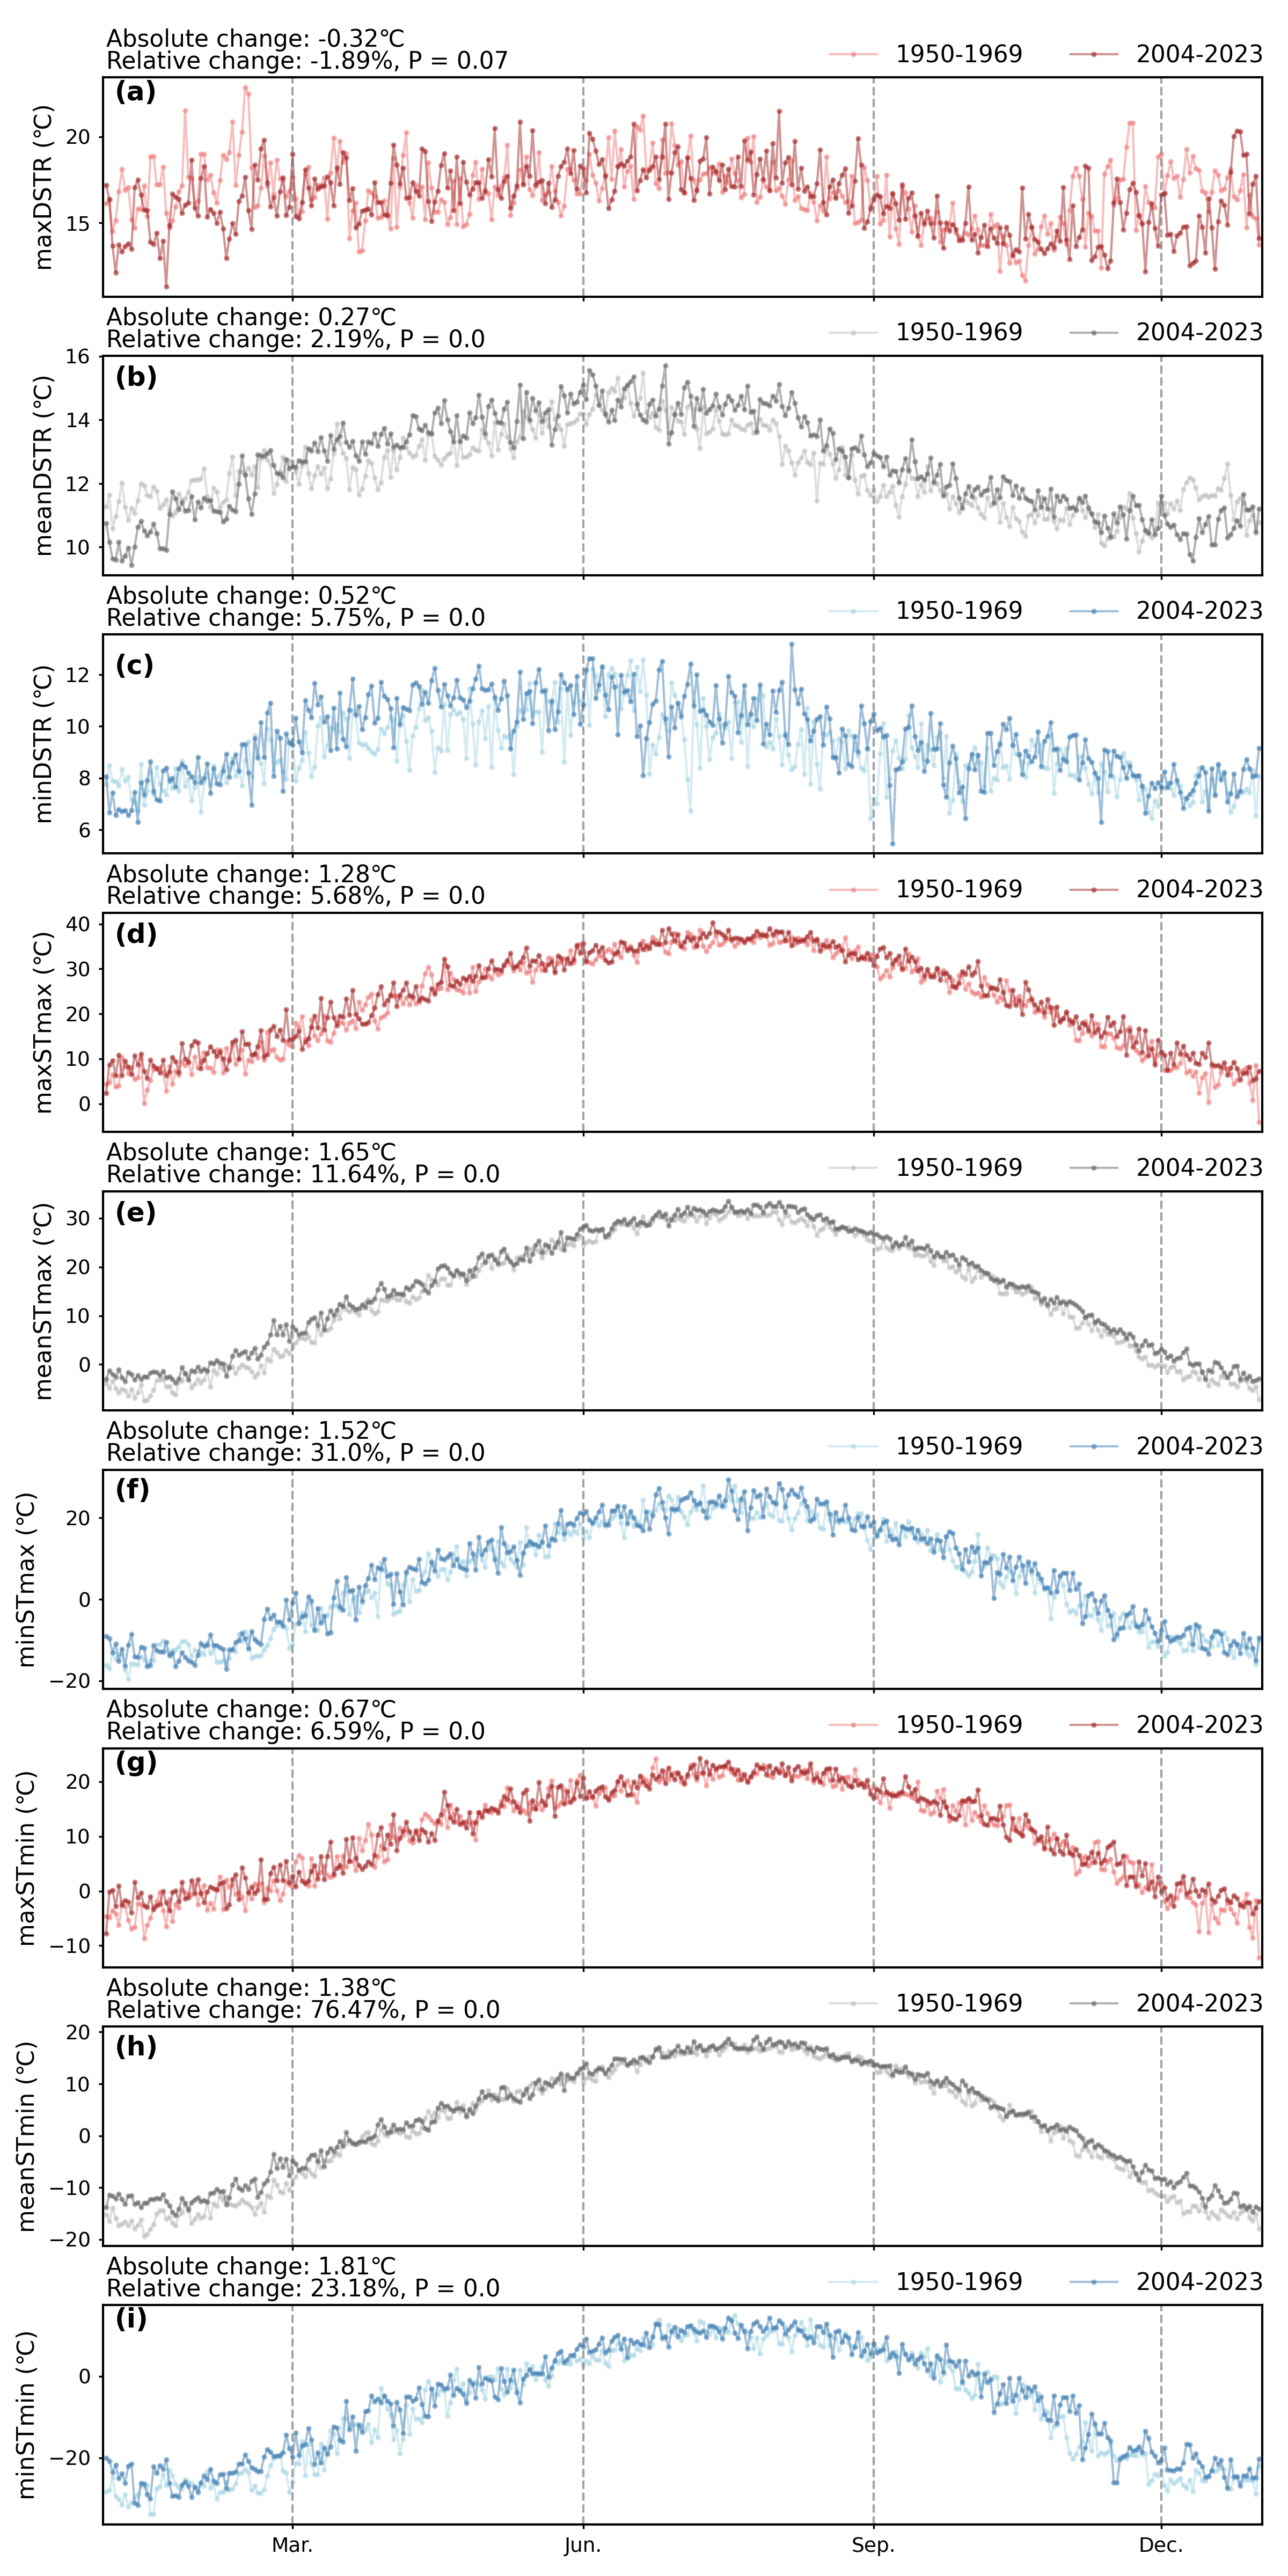 Absolute change: -0.32℃
Relative change: -1.89%, P = 0.07
1950-1969 2004-2023
(a)
maxDSTR (℃)
20
15
Absolute change: 0.27℃
Relative change: 2.19%, P = 0.0
1950-1969 2004-2023
(b)
meanDSTR (℃)
16
14
12
10
Absolute change: 0.52℃
Relative change: 5.75%, P = 0.0
1950-1969 2004-2023
(c)
minDSTR (℃)
12
10
8
6
Absolute change: 1.28℃
Relative change: 5.68%, P = 0.0
1950-1969 2004-2023
(d)
maxSTmax (℃)
40
30
20
10
0
Absolute change: 1.65℃
Relative change: 11.64%, P = 0.0
1950-1969 2004-2023
(e)
meanSTmax (℃)
30
20
10
0
Absolute change: 1.52℃
Relative change: 31.0%, P = 0.0
1950-1969 2004-2023
(f)
minSTmax (℃)
20
0
−20
Absolute change: 0.67℃
Relative change: 6.59%, P = 0.0
1950-1969 2004-2023
(g)
maxSTmin (℃)
20
10
0
−10
Absolute change: 1.38℃
Relative change: 76.47%, P = 0.0
1950-1969 2004-2023
(h)
meanSTmin (℃)
20
10
0
−10
−20
Absolute change: 1.81℃
Relative change: 23.18%, P = 0.0
1950-1969 2004-2023
(i)
minSTmin (℃)
0
−20
Mar. Jun. Sep. Dec.